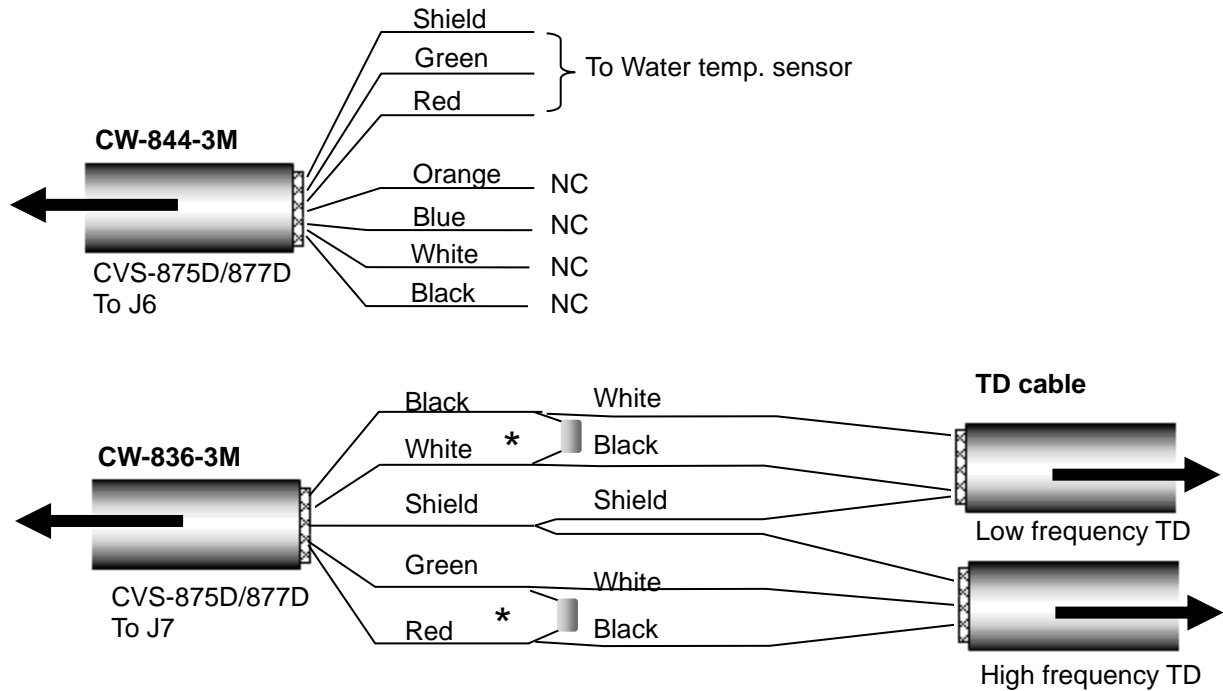 Shield
Green
To Water temp. sensor
Red
CW-844-3M
Orange NC
Blue NC
White NC
Black NC
CVS-875D/877D
To J6
TD cable
Black White
White * Black
CW-836-3M
Shield Shield
Low frequency TD
Green White
CVS-875D/877D
To J7
Red * Black
High frequency TD